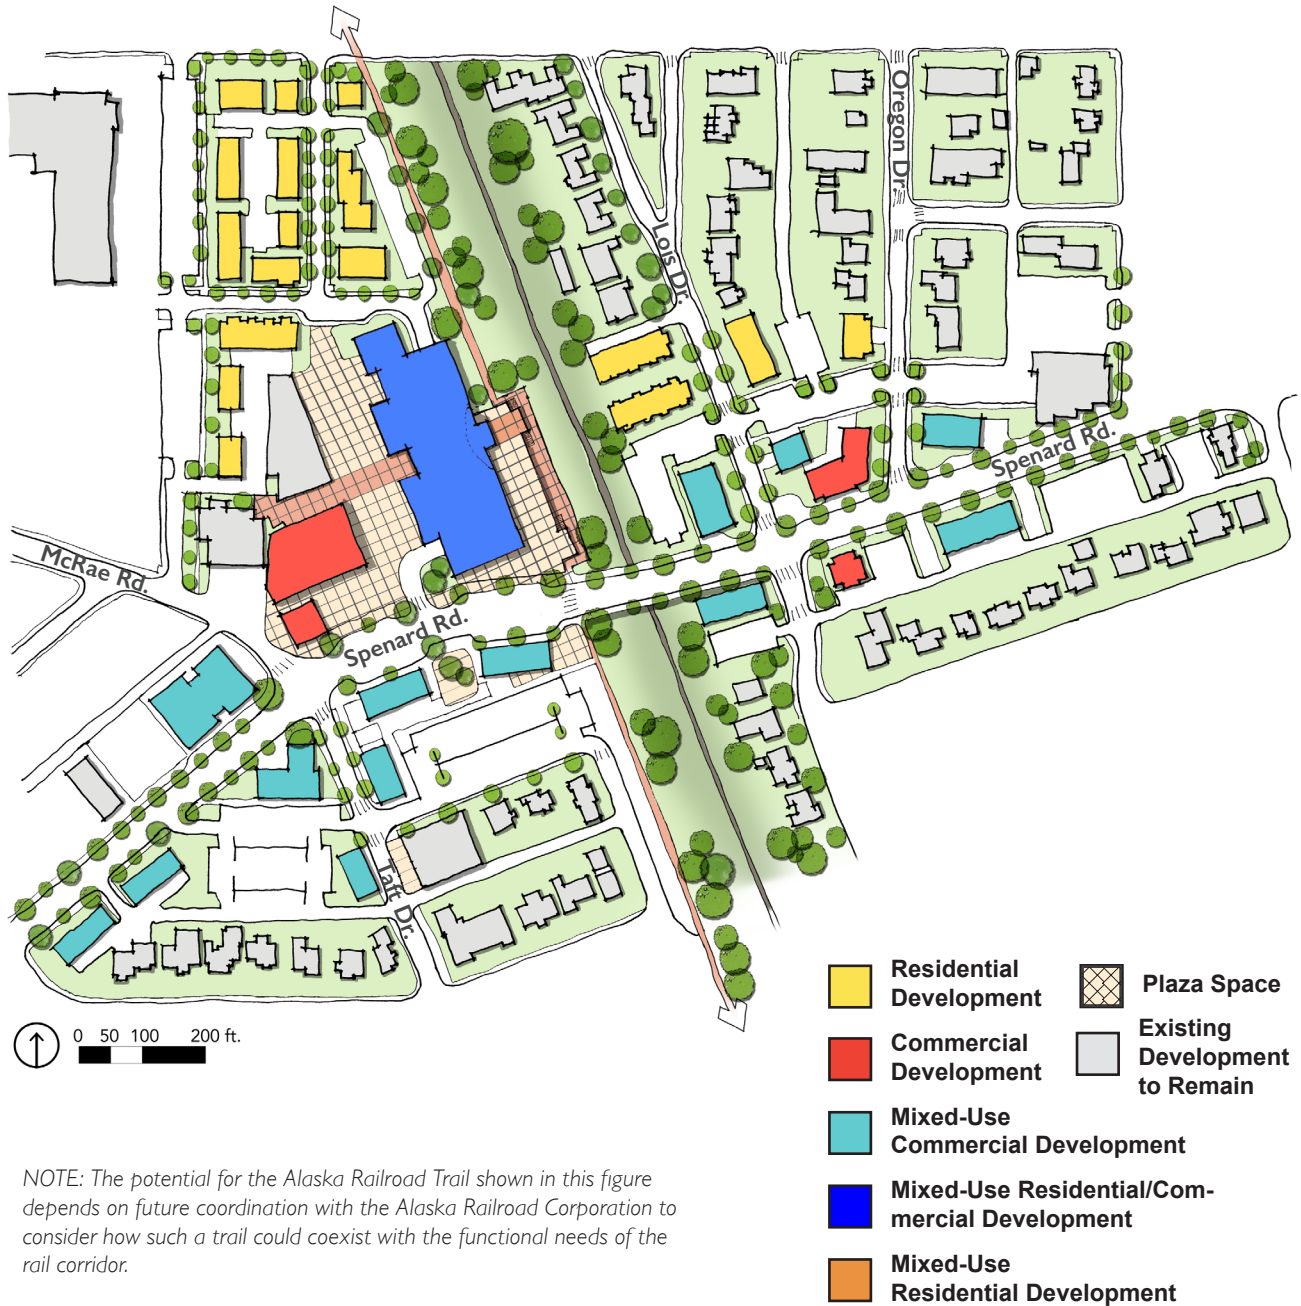 Oregon Dr.
Lois Dr.
Spenard Rd.
McRae Rd.
Spenard Rd.
Taft Dr.
0 50 100 200 ft.
Residential
Development
Commercial
Development
Mixed-Use
Commercial Development
Mixed-Use Residential/Com-
mercial Development
Mixed-Use
Residential Development
Plaza Space
Existing
Development
to Remain
NOTE: The potential for the Alaska Railroad Trail shown in this figure
depends on future coordination with the Alaska Railroad Corporation to
consider how such a trail could coexist with the functional needs of the
rail corridor.